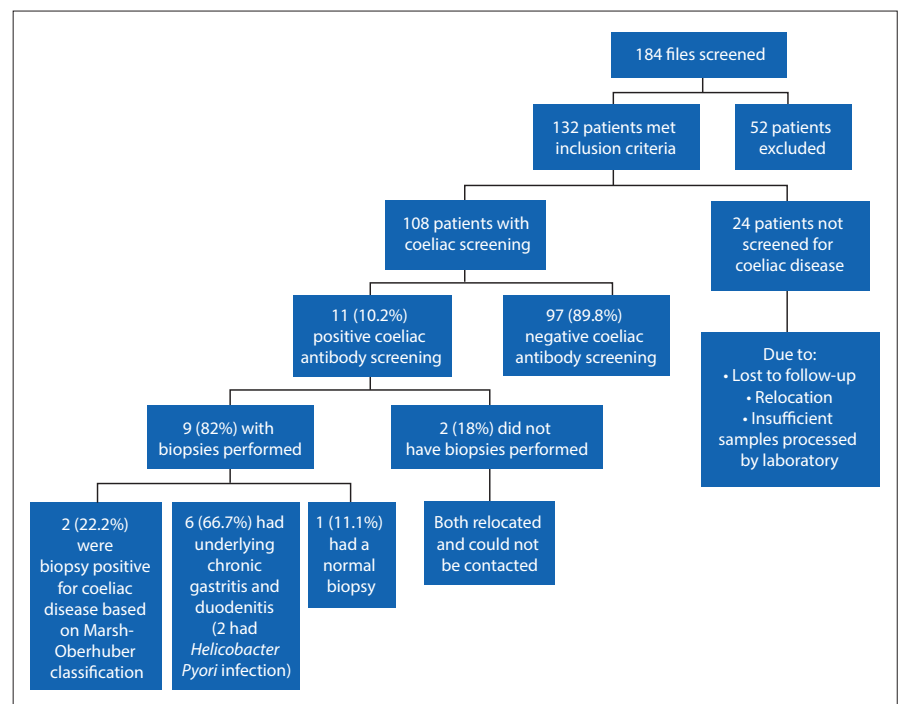 184 files screened
132 patients met
inclusion criteria
52 patients
excluded
108 patients with
coeliac screening
24 patients not
screened for
coeliac disease
11 (10.2%)
positive coeliac
antibody screening
97 (89.8%)
negative coeliac
antibody screening
Due to:
• Lost to follow-up
• Relocation
• Insufficient
samples processed
by laboratory
9 (82%) with
biopsies performed
2 (18%) did not
have biopsies performed
2 (22.2%)
were
biopsy positive
for coeliac
disease based
on Marsh-
Oberhuber
classification
6 (66.7%) had
underlying
chronic
gastritis and
duodenitis
(2 had
Helicobacter
Pyori infection)
1 (11.1%)
had a
normal
biopsy
Both relocated
and could not
be contacted